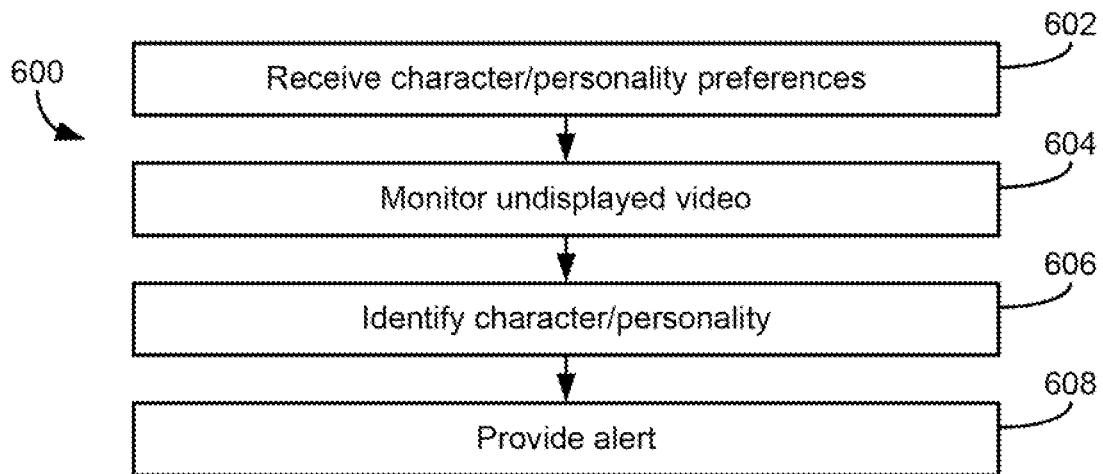 602
Receive character/personality preferences
600
604
Monitor undisplayed video
606
Identify character/personality
608
Provide alert